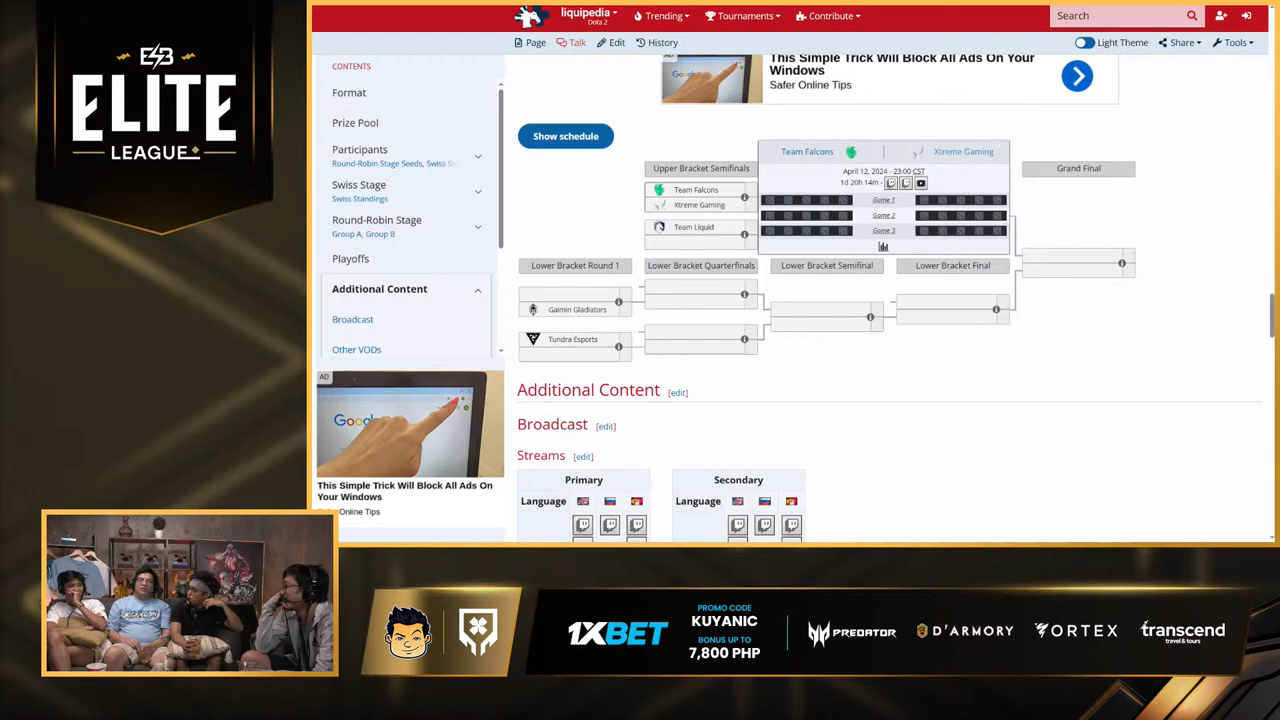 ESB
ELITE
LEAGUE
liquipedia
Dota 2
Trending
Tournaments
Contribute
Search
Page
Talk
Edit
History
Light Theme
Share
Tools
CONTENTS
Format
Prize Pool
Participants
Round-Robin Stage Seeds, Swiss
Swiss Stage
Swiss Standings
Round-Robin Stage
Group A, Group B
Playoffs
Additional Content
Broadcast
Other VODs
AD
Google
This Simple Trick Will Block All Ads On
Your Windows
Safer Online Tips
This Simple Trick Will Block All Ads On Your
Windows
Safer Online Tips
Show schedule
Upper Bracket Semifinals
Team Falcons
Xtreme Gaming
Team Liquid
Team Falcons
Xtreme Gaming
April 12, 2024 - 23:00 CST
1d 20h 14m -
Game 1
Game 2
Game 3
Grand Final
Lower Bracket Round 1
Lower Bracket Quarterfinals
Lower Bracket Semifinal
Lower Bracket Final
Gaimin Gladiators
Tundra Esports
Additional Content [edit]
Broadcast [edit]
Streams [edit]
Primary
Secondary
Language
Language
1XBET
PROMO CODE
KUYANIC
BONUS UP TO
7,800 PHP
PREDATOR
D'ARMORY
VORTEX
transcend
travel & tours